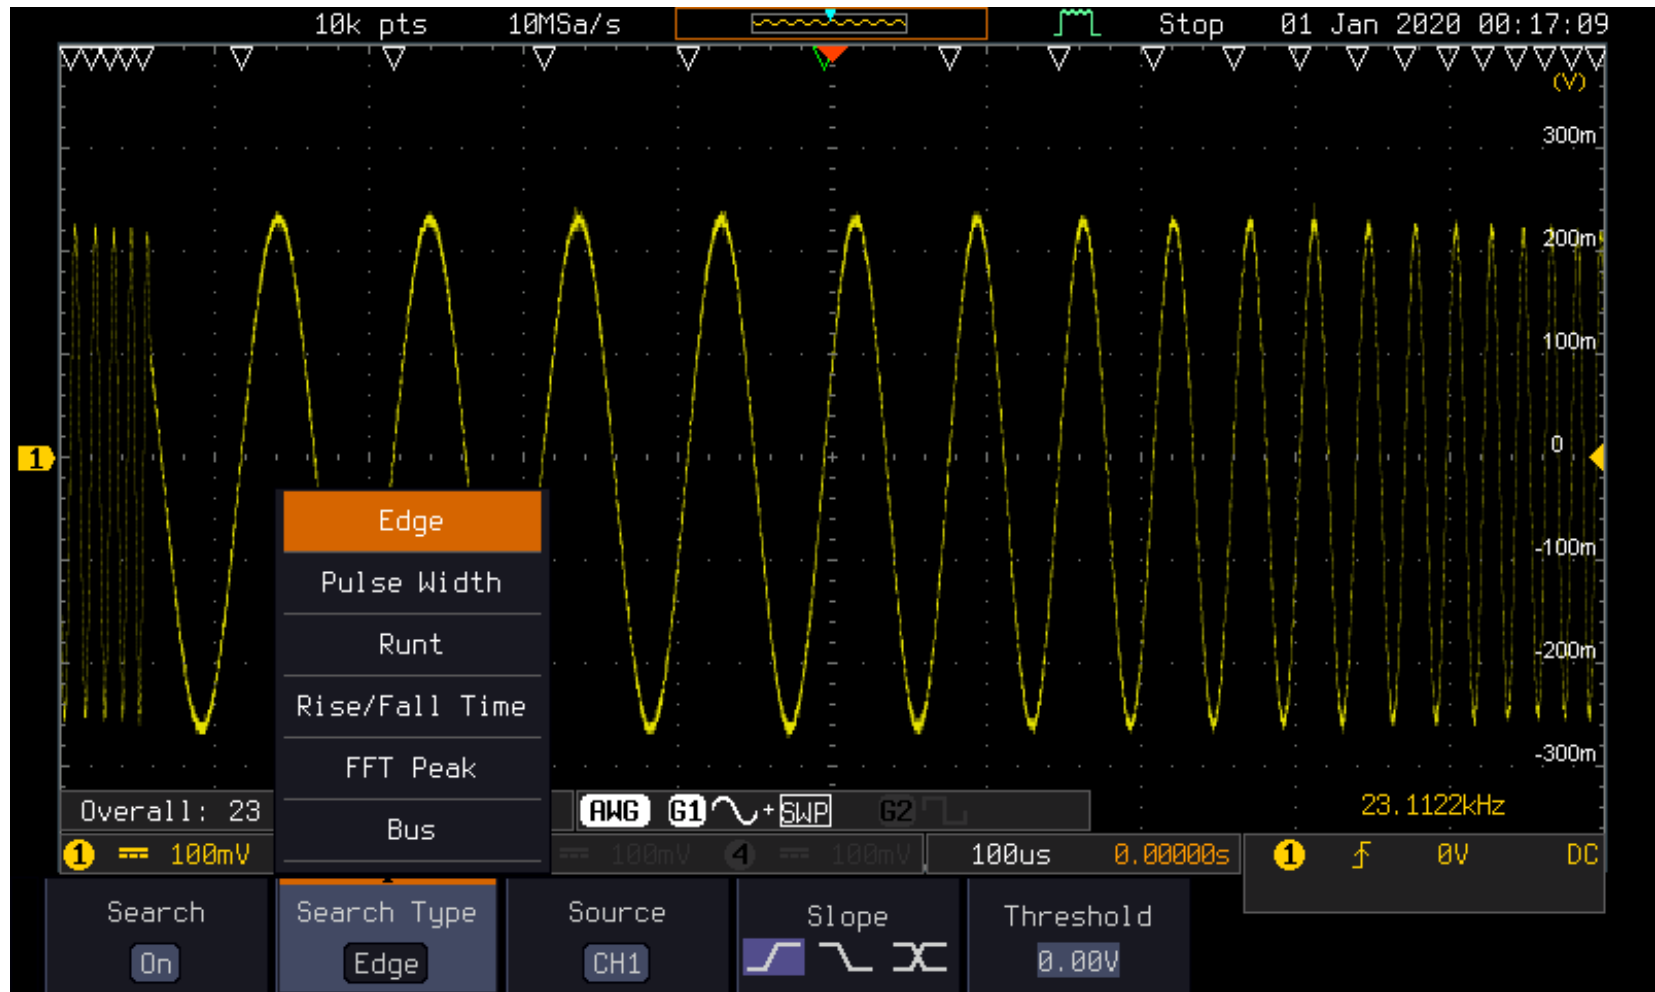 10k pts 10MSa/s Stop 01 Jan 2020 00:17:09
(V)
300m
200m
100m
1 0
Edge
-100m
Pulse Width
Runt
-200m
Rise/Fall Time
-300m
FFT Peak
Overall: 23 AWG G1 + SWP G2 23.1122kHz
Bus
1 100mV 100mV 4 100mV 100us 0.00000s 1 0V DC
Search Search Type Source Slope Threshold
On Edge CH1 0.00V